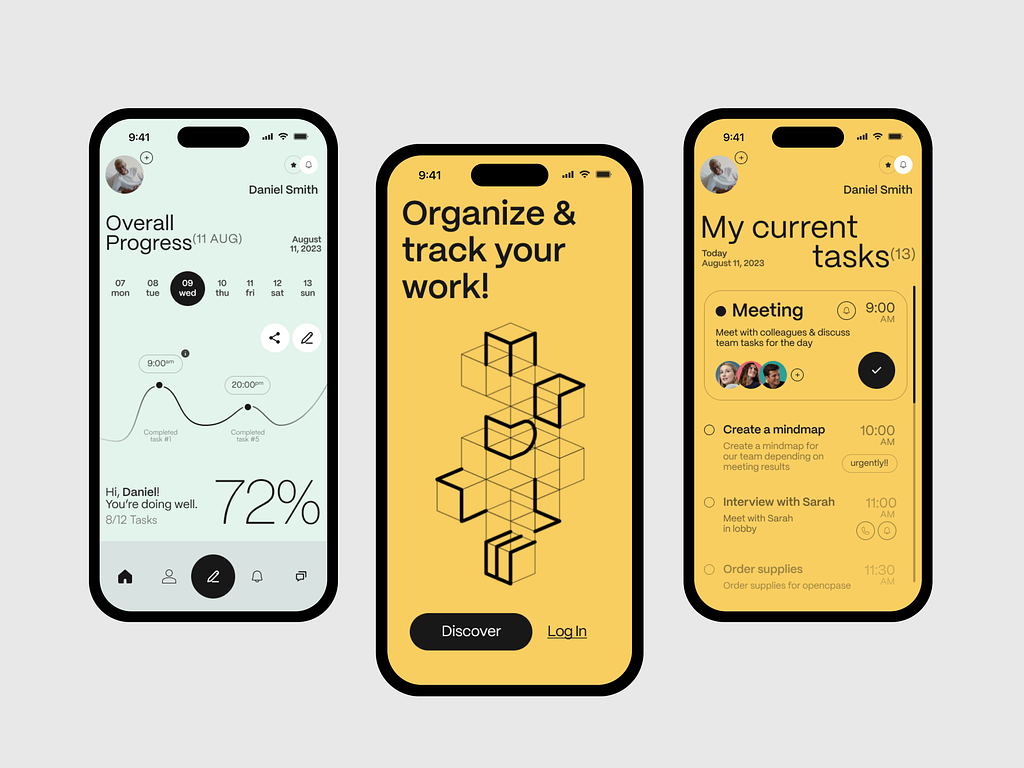 9:41
Daniel Smith
Overall
Progress(11 AUG)
August
11, 2023
07 08 09 10 11 12 13
mon tue wed thu fri sat sun
9:00am
20:00pm
Completed
task #1
Completed
task #5
Hi, Daniel!
You're doing well.
8/12 Tasks
72%
9:41
Organize &
track your
work!
Discover
Log In
9:41
Daniel Smith
My current
tasks(13)
Today
August 11, 2023
Meeting
9:00
AM
Meet with colleagues & discuss
team tasks for the day
Create a mindmap
10:00
AM
Create a mindmap for
our team depending on
meeting results
urgently!!
Interview with Sarah
11:00
AM
Meet with Sarah
in lobby
Order supplies
11:30
AM
Order supplies for opencpase